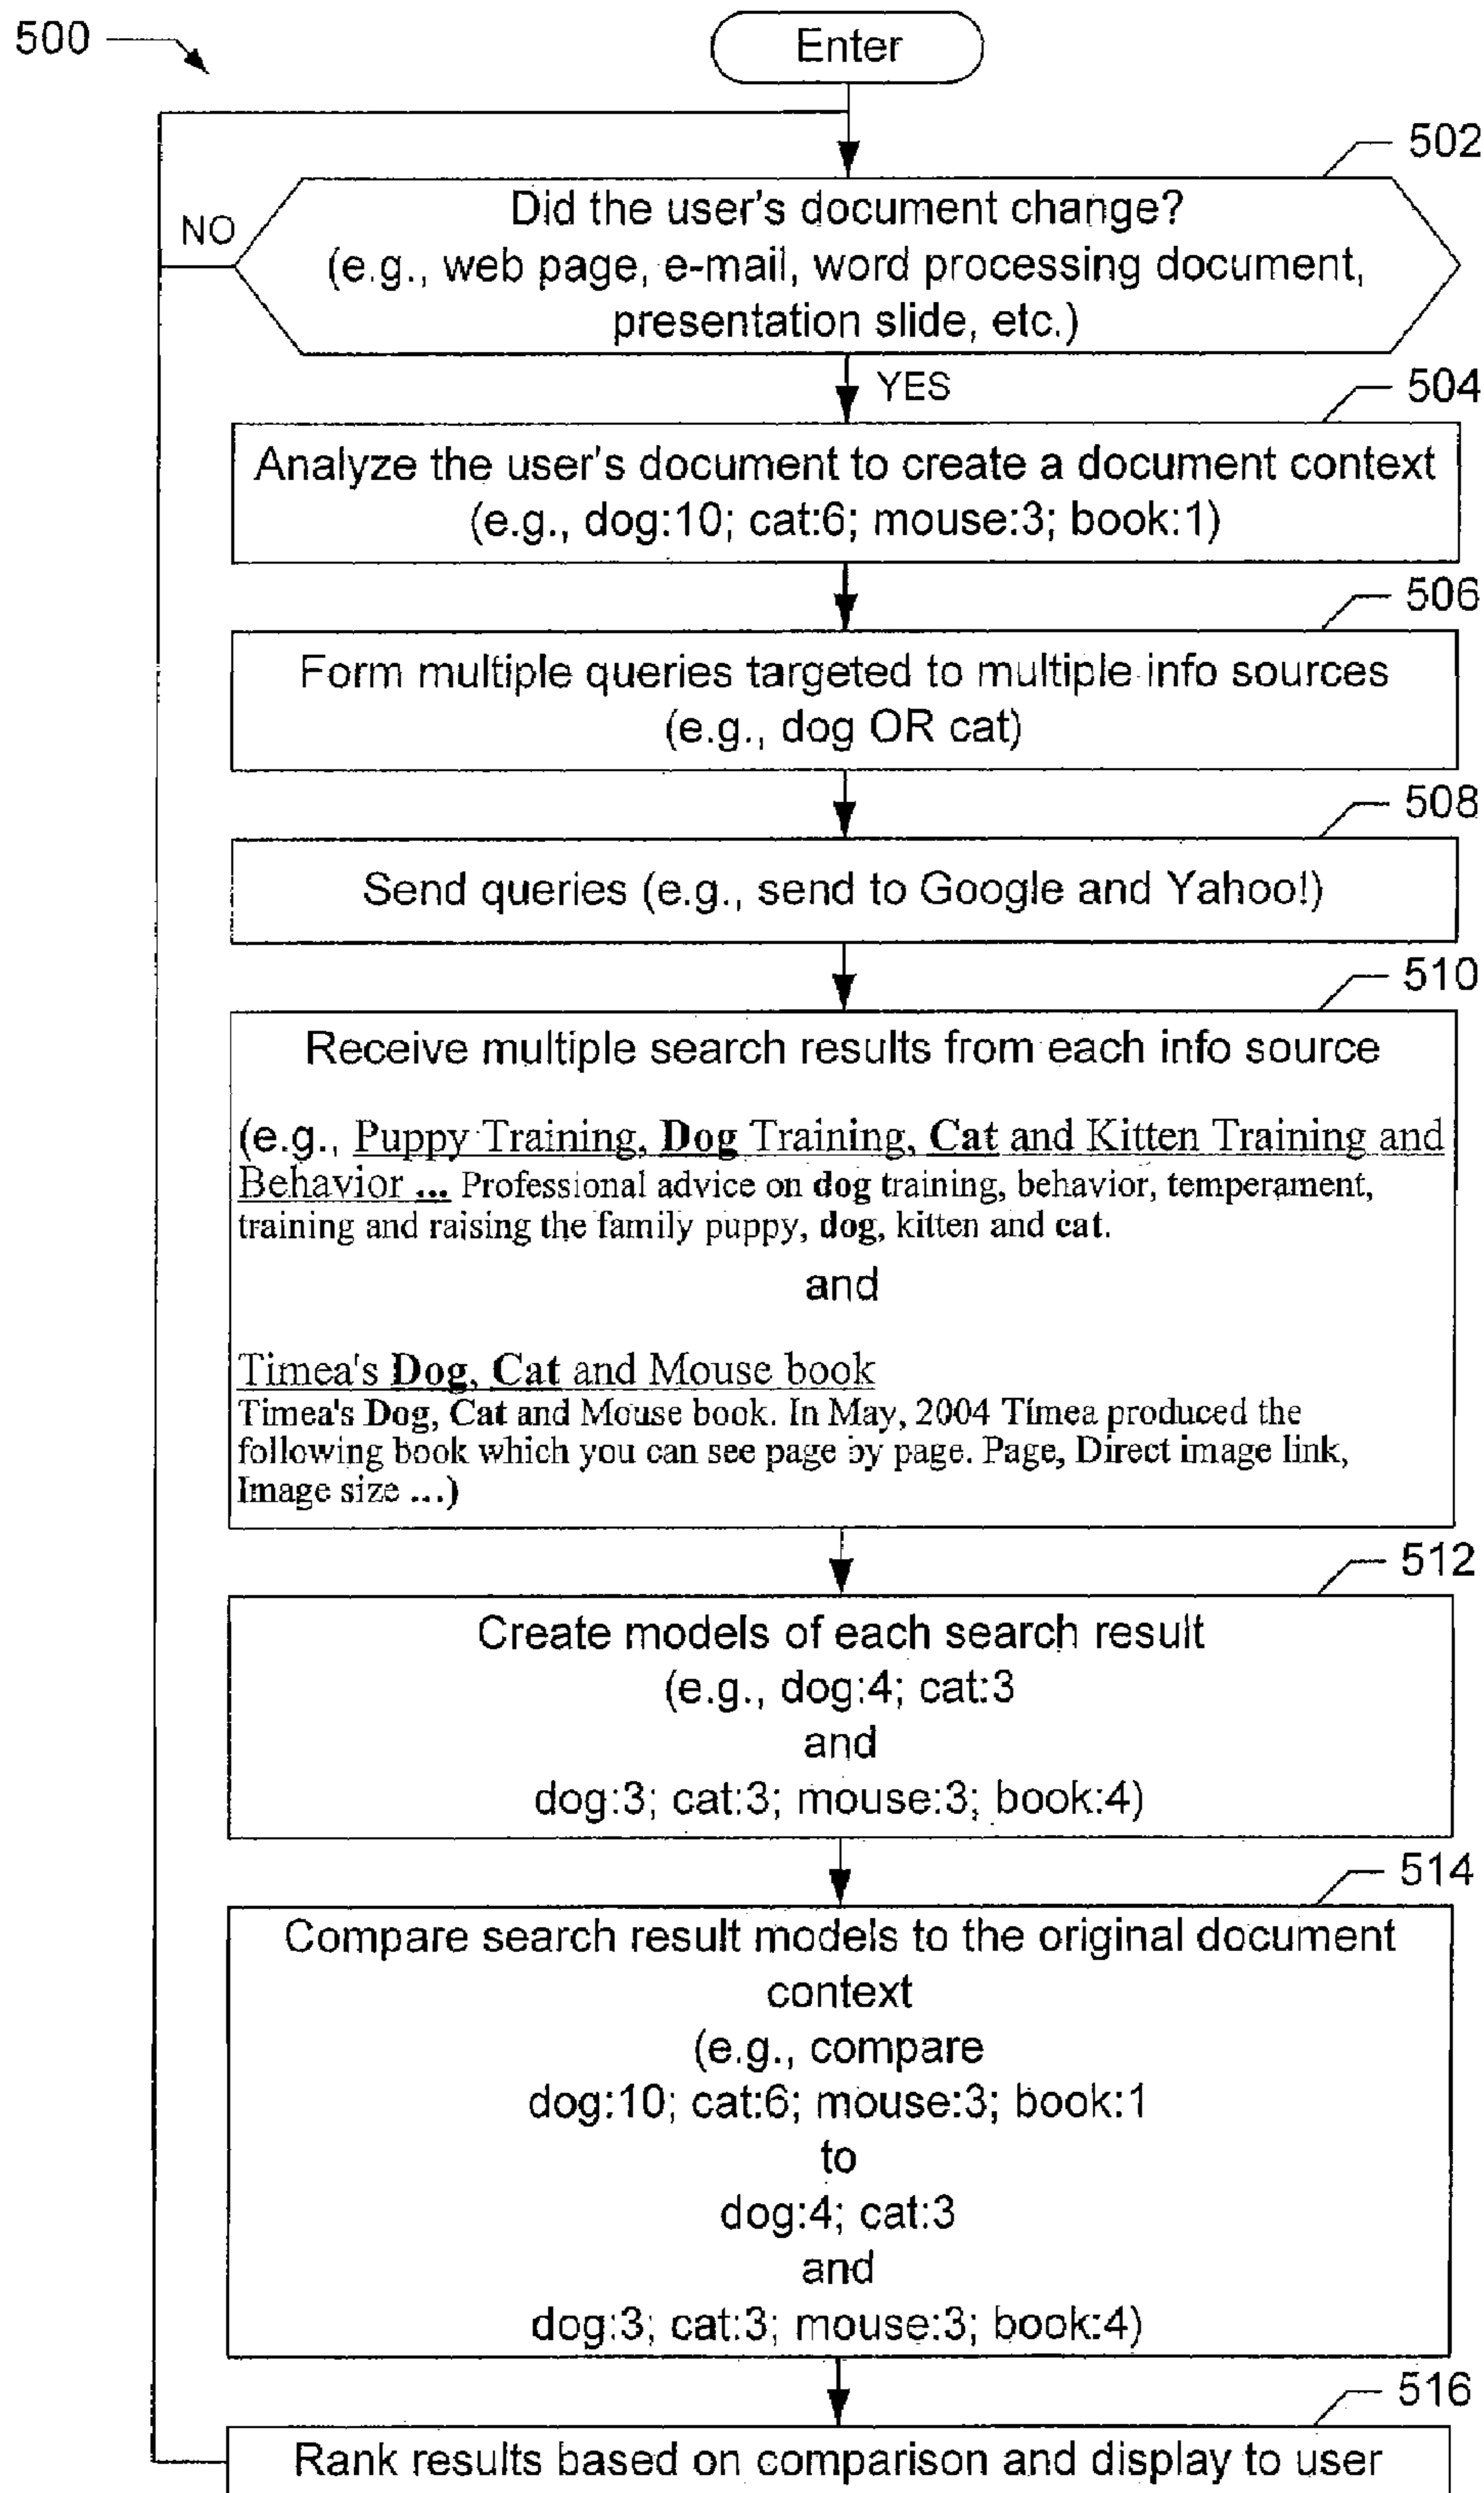 500
Enter
502
Did the user's document change?
NO
(e.g., web page, e-mail, word processing document,
presentation slide, etc.)
YES
504
Analyze the user's document to create a document context
(e.g., dog:10; cat:6; mouse:3; book:1)
506
Form multiple queries targeted to multiple info sources
(e.g., dog OR cat)
508
Send queries (e.g., send to Google and Yahoo!)
510
Receive multiple search results from each info source
(e.g., Puppy Training, Dog Training, Cat and Kitten Training and
Behavior ... Professional advice on dog training, behavior, temperament,
training and raising the family puppy, dog, kitten and cat.
and
Timea's Dog, Cat and Mouse book
Timea's Dog, Cat and Mouse book. In May, 2004 Timea produced the
following book which you can see page by page. Page, Direct image link,
Image size ...)
512
Create models of each search result
(e.g., dog:4; cat:3
and
dog:3; cat:3; mouse:3; book:4)
514
Compare search result models to the original document
context
(e.g., compare
dog:10; cat:6; mouse:3; book:1
to
dog:4; cat:3
and
dog:3; cat:3; mouse:3; book:4)
516
Rank results based on comparison and display to user